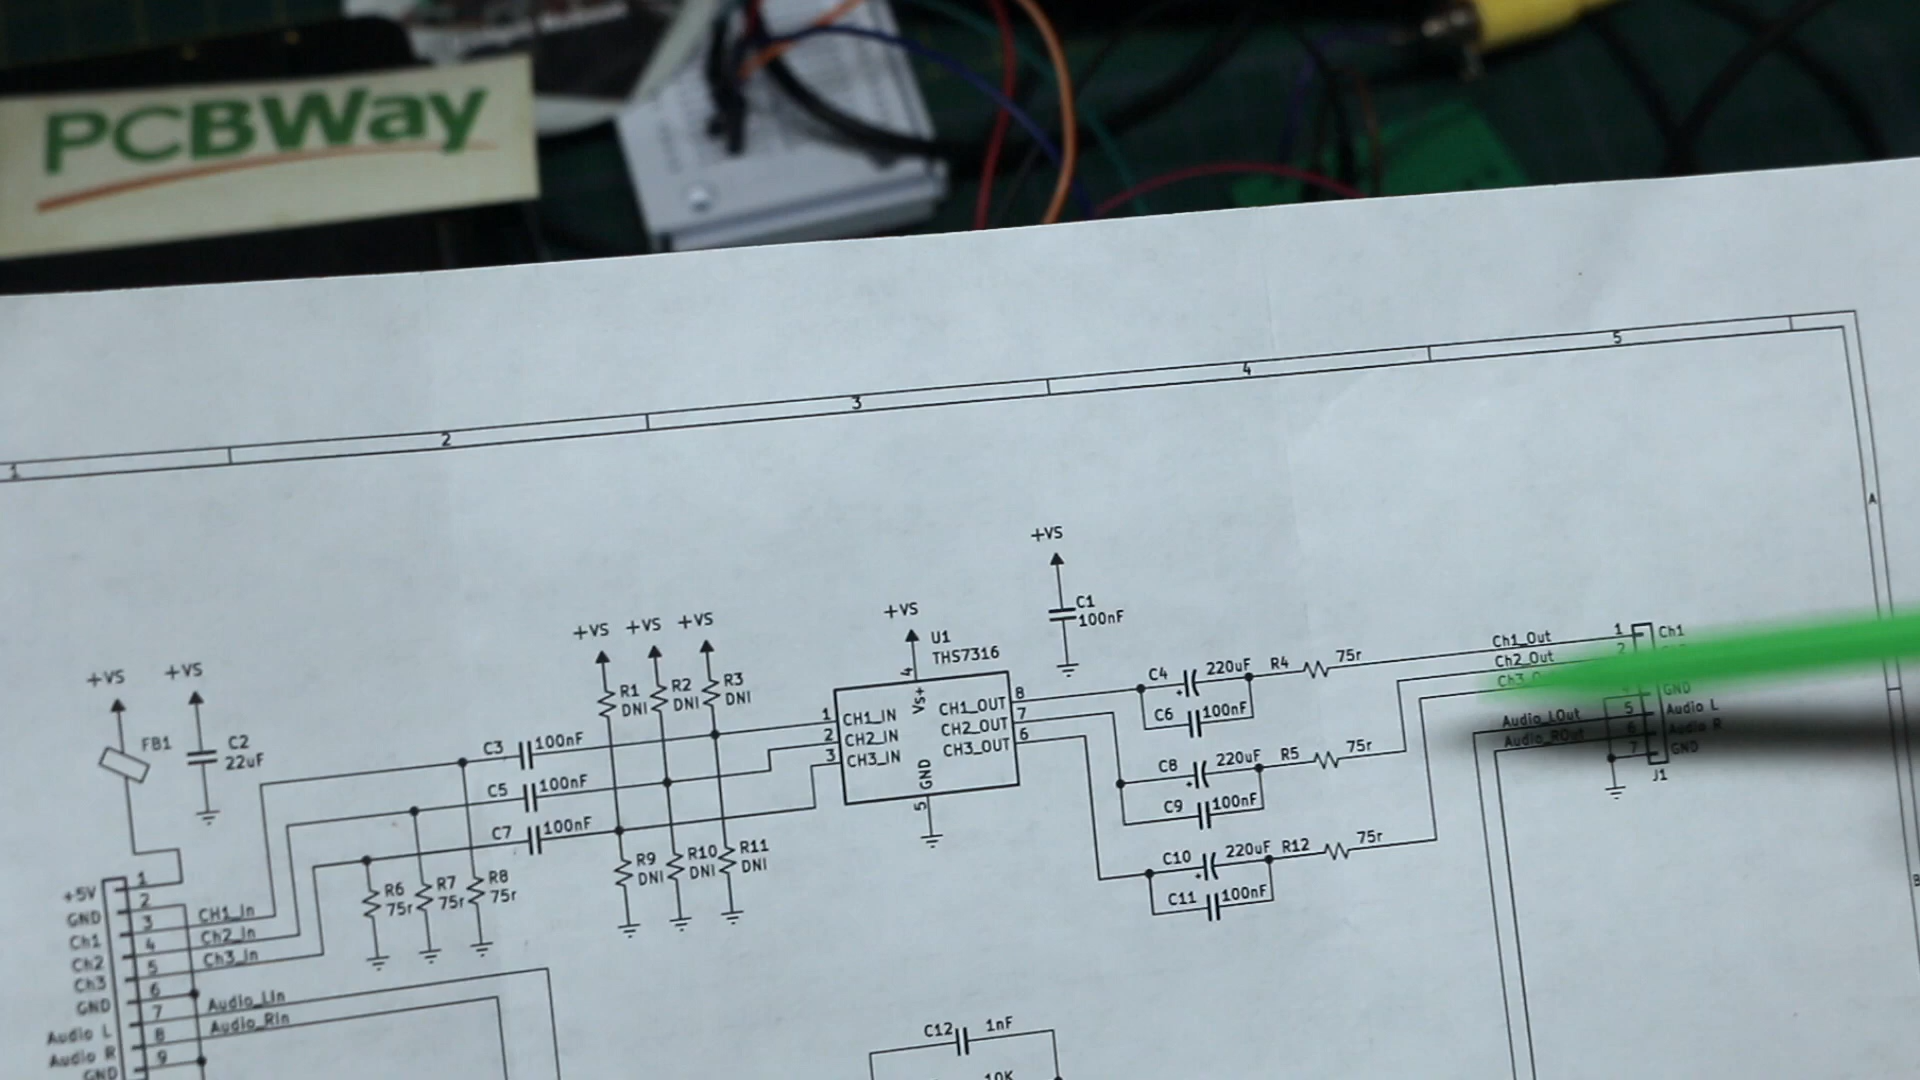 PCBWay
1
2
3
4
5
A
+VS
+VS
FB1
C2
22uF
+VS
+VS
+VS
R1
DNI
R2
DNI
R3
DNI
C3
100nF
C5
100nF
C7
100nF
R6
75r
R7
75r
R8
75r
R9
DNI
R10
DNI
R11
DNI
+VS
U1
THS7316
4
VS+
1
CH1_IN
2
CH2_IN
3
CH3_IN
CH1_OUT
8
CH2_OUT
7
CH3_OUT
6
GND
5
+VS
C1
100nF
C4
220uF
R4
75r
C6
100nF
C8
220uF
R5
75r
C9
100nF
C10
220uF
R12
75r
C11
100nF
Ch1_Out
1
Ch1
Ch2_Out
2
GND
Audio_LOut
5
Audio L
Audio_ROut
6
Audio R
7
GND
J1
B
+5V
1
GND
2
Ch1
3
CH1_In
Ch2
4
Ch2_In
Ch3
5
Ch3_In
GND
6
Audio L
7
Audio_LIn
Audio R
8
Audio_RIn
GND
9
C12
1nF
10K